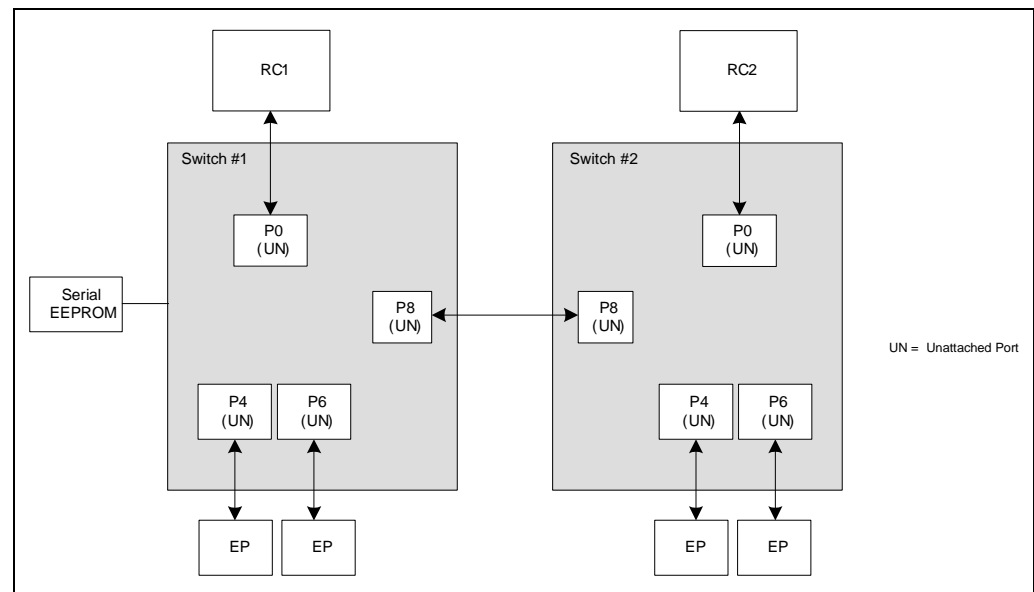 RC1
RC2
Switch #1
Switch #2
P0
(UN)
P0
(UN)
Serial
EEPROM
P8
(UN)
P8
(UN)
UN = Unattached Port
P4
(UN)
P6
(UN)
P4
(UN)
P6
(UN)
EP
EP
EP
EP